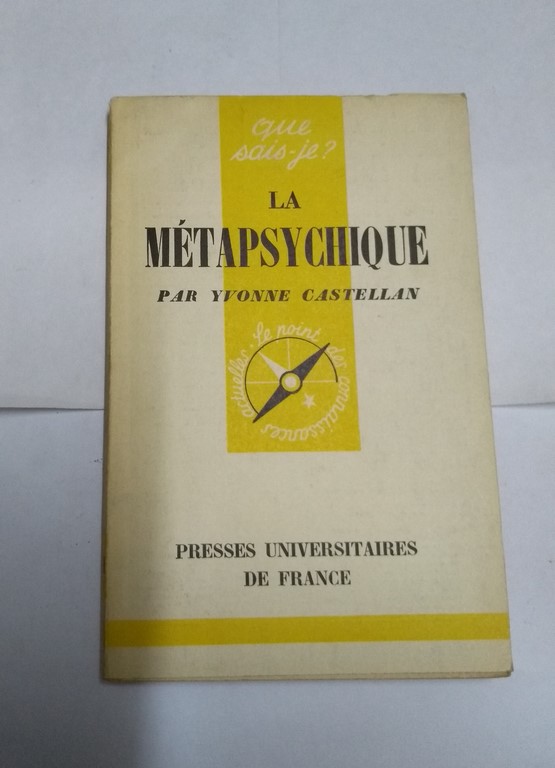 que
sais-je?
LA
MÉTAPSYCHIQUE
PAR YVONNE CASTELLAN
Le point des connaissances actuelles.
PRESSES UNIVERSITAIRES
DE FRANCE